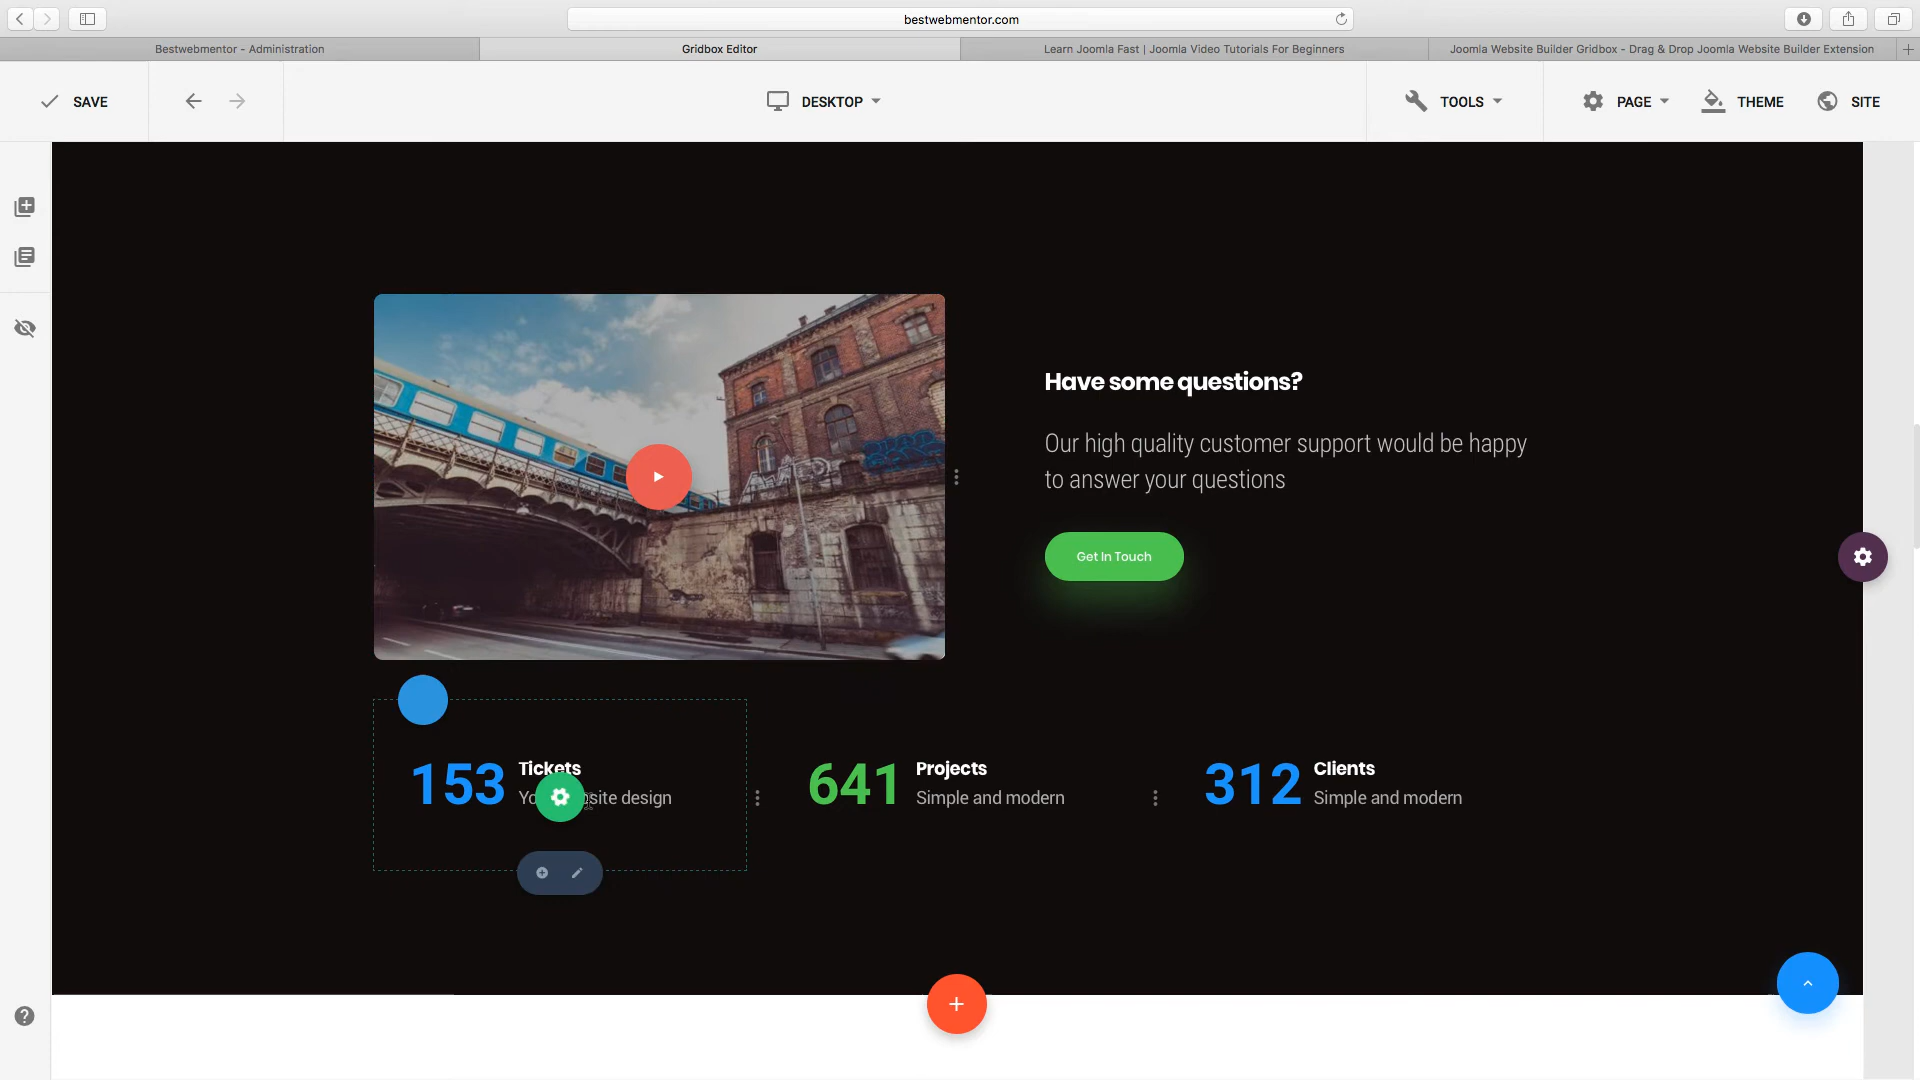 bestwebmentor.com
Bestwebmentor - Administration
Gridbox Editor
Learn Joomla Fast | Joomla Video Tutorials For Beginners
Joomla Website Builder Gridbox - Drag & Drop Joomla Website Builder Extension
SAVE
DESKTOP
TOOLS
PAGE
THEME
SITE
Have some questions?
Our high quality customer support would be happy
to answer your questions
Get In Touch
153
Tickets
design
641
Projects
Simple and modern
312
Clients
Simple and modern